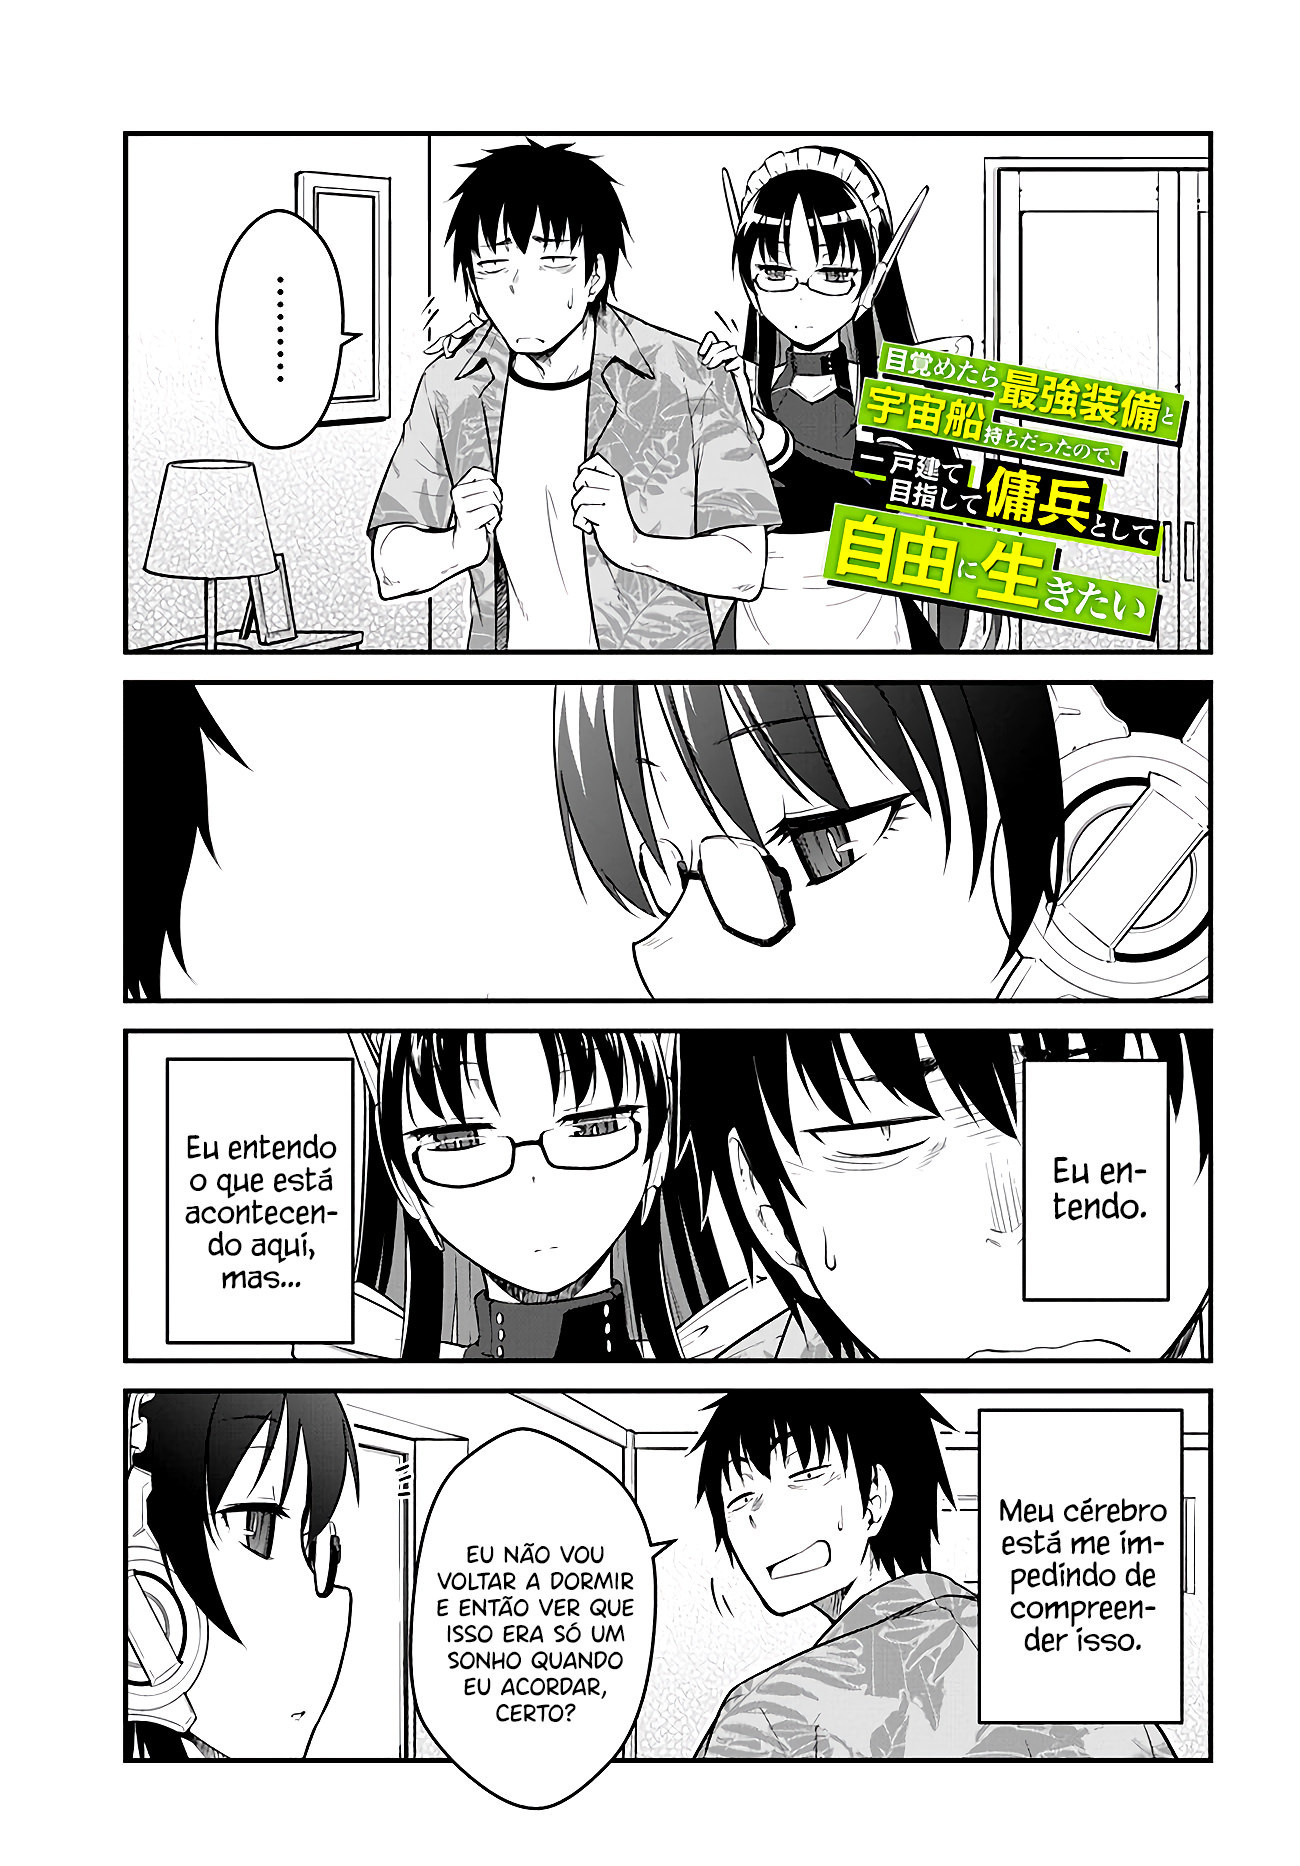 .........
目覚めたら最強装備と
宇宙船持ちだったので、
一戸建て
目指して傭兵として
自由に生きたい
Eu en-
tendo.
Eu entendo
o que está
acontecen-
do aqui,
mas...
Meu cérebro
está me im-
pedindo de
compreen-
der isso.
EU NÃO VOU
VOLTAR A DORMIR
E ENTÃO VER QUE
ISSO ERA SÓ UM
SONHO QUANDO
EU ACORDAR,
CERTO?